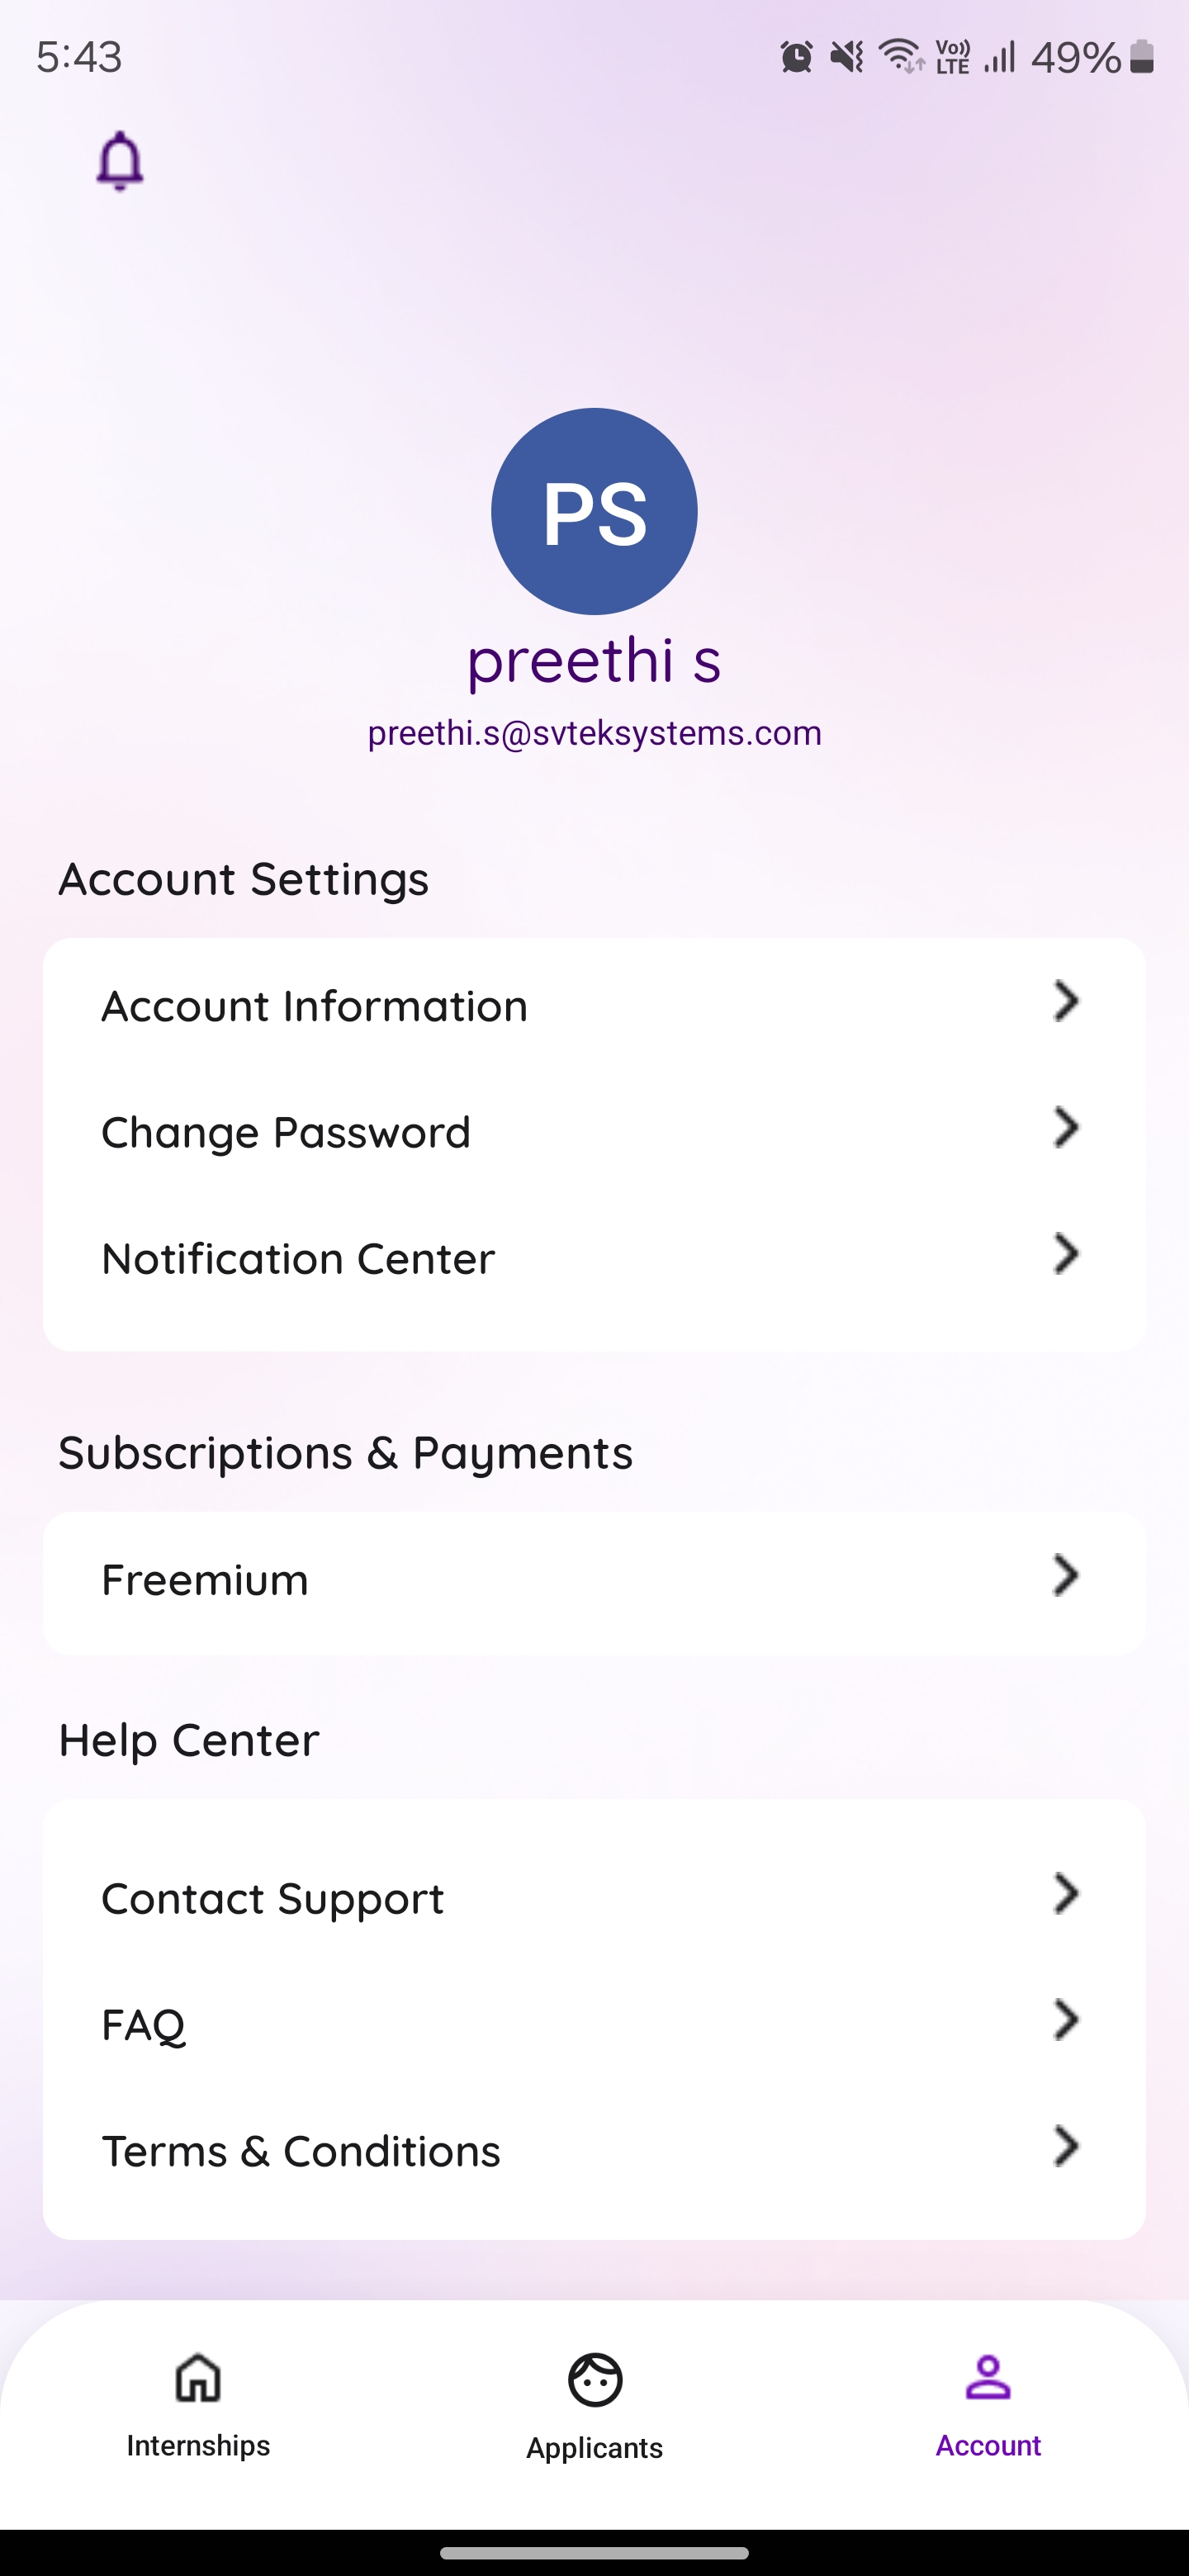 5:43
Vo)) LTE 49%
PS
preethi s
preethi.s@svteksystems.com
Account Settings
Account Information
Change Password
Notification Center
Subscriptions & Payments
Freemium
Help Center
Contact Support
FAQ
Terms & Conditions
Internships
Applicants
Account